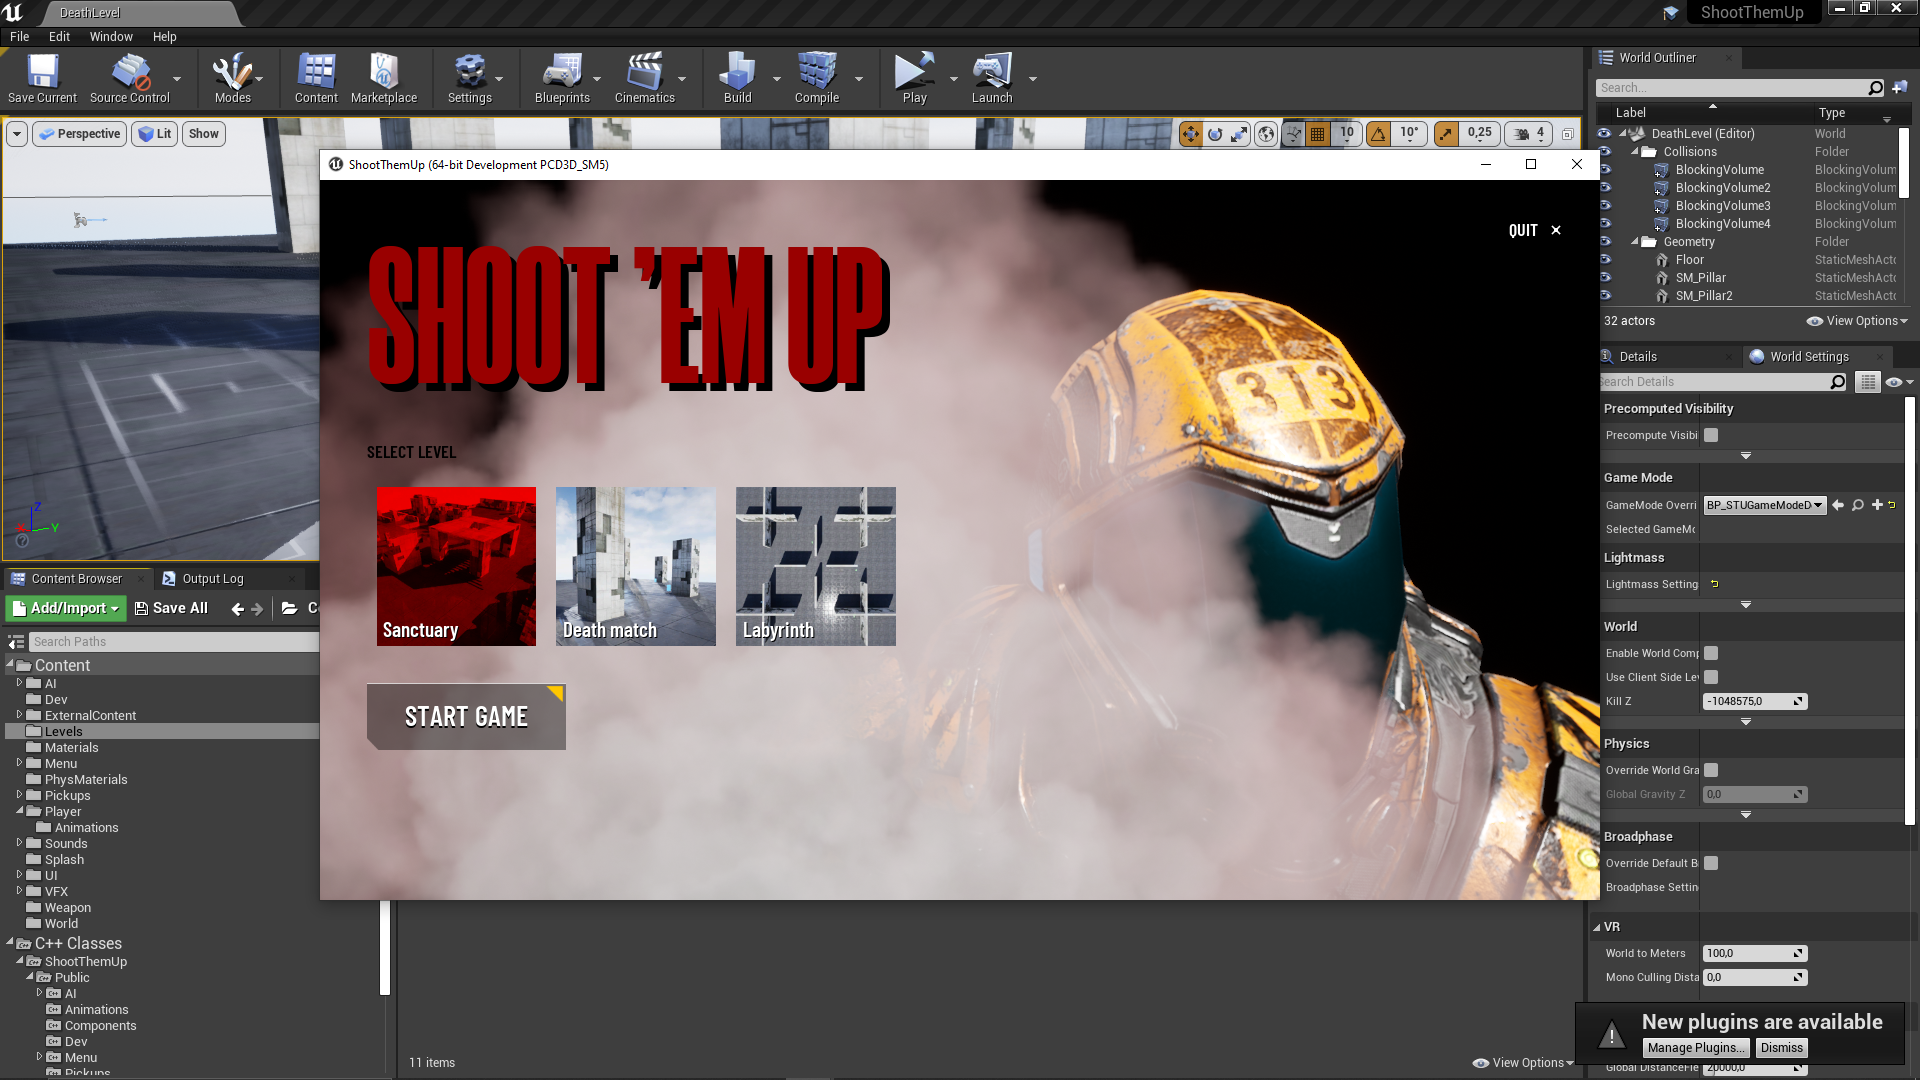 DeathLevel
ShootThemUp
File Edit Window Help
Save Current Source Control Modes Content Marketplace Settings Blueprints Cinematics Build Compile Play Launch
World Outliner
Search...
Label Type
Perspective Lit Show
10 10° 0,25 4
DeathLevel (Editor) World
Collisions Folder
BlockingVolume BlockingVolum
BlockingVolume2 BlockingVolum
BlockingVolume3 BlockingVolum
BlockingVolume4 BlockingVolum
Geometry Folder
Floor StaticMeshActo
SM_Pillar StaticMeshActo
SM_Pillar2 StaticMeshActo
32 actors View Options
ShootThemUp (64-bit Development PCD3D_SM5)
QUIT ×
SHOOT 'EM UP
313
SELECT LEVEL
Sanctuary Death match Labyrinth
START GAME
Z
Y
Content Browser Output Log
Add/Import Save All
Search Paths
Content
AI
Dev
ExternalContent
Levels
Materials
Menu
PhysMaterials
Pickups
Player
Animations
Sounds
Splash
UI
VFX
Weapon
World
C++ Classes
ShootThemUp
Public
AI
Animations
Components
Dev
Menu
Pickups
11 items View Options
Details World Settings
Search Details
Precomputed Visibility
Precompute Visibi
Game Mode
GameMode Overri BP_STUGameModeD
Selected GameMo
Lightmass
Lightmass Setting
World
Enable World Comp
Use Client Side Lev
Kill Z -1048575,0
Physics
Override World Gra
Global Gravity Z 0,0
Broadphase
Override Default B
Broadphase Settin
VR
World to Meters 100,0
Mono Culling Dista 0,0
New plugins are available
Manage Plugins... Dismiss
Global DistanceFie 20000,0